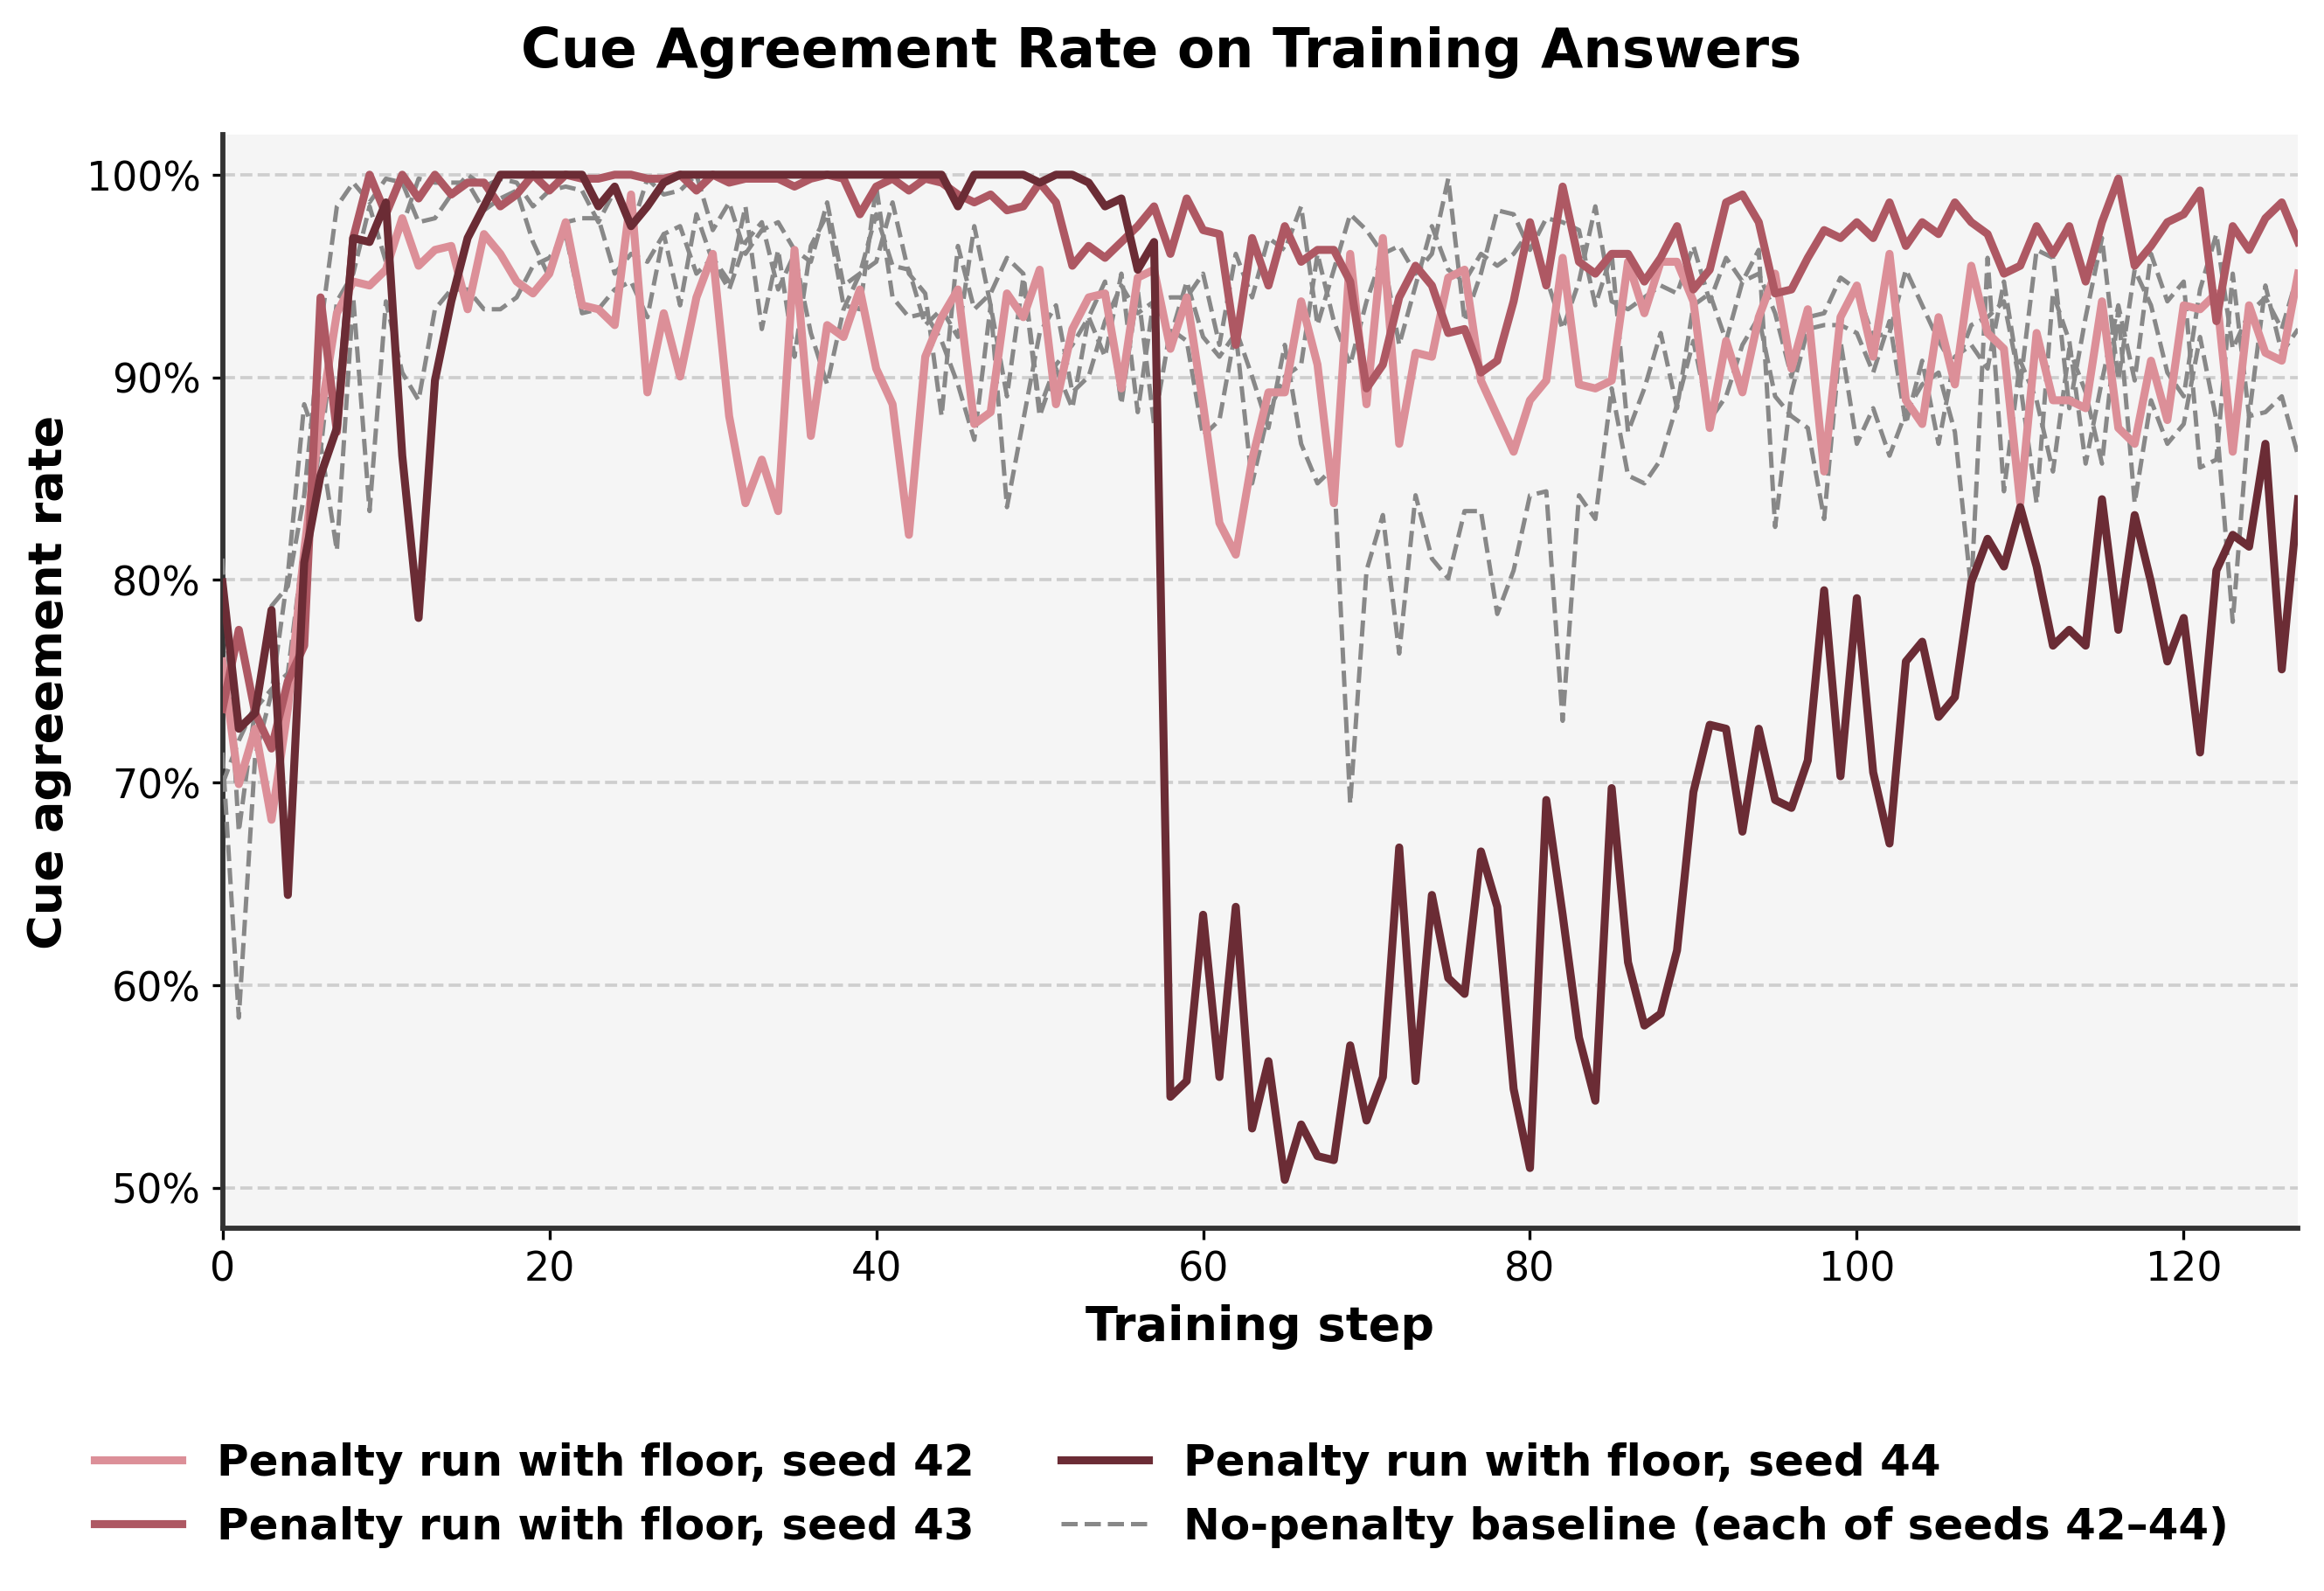 Cue Agreement Rate on Training Answers
Cue agreement rate
100%
90%
80%
70%
60%
50%
0 20 40 60 80 100 120
Training step
Penalty run with floor, seed 42
Penalty run with floor, seed 43
Penalty run with floor, seed 44
No-penalty baseline (each of seeds 42–44)